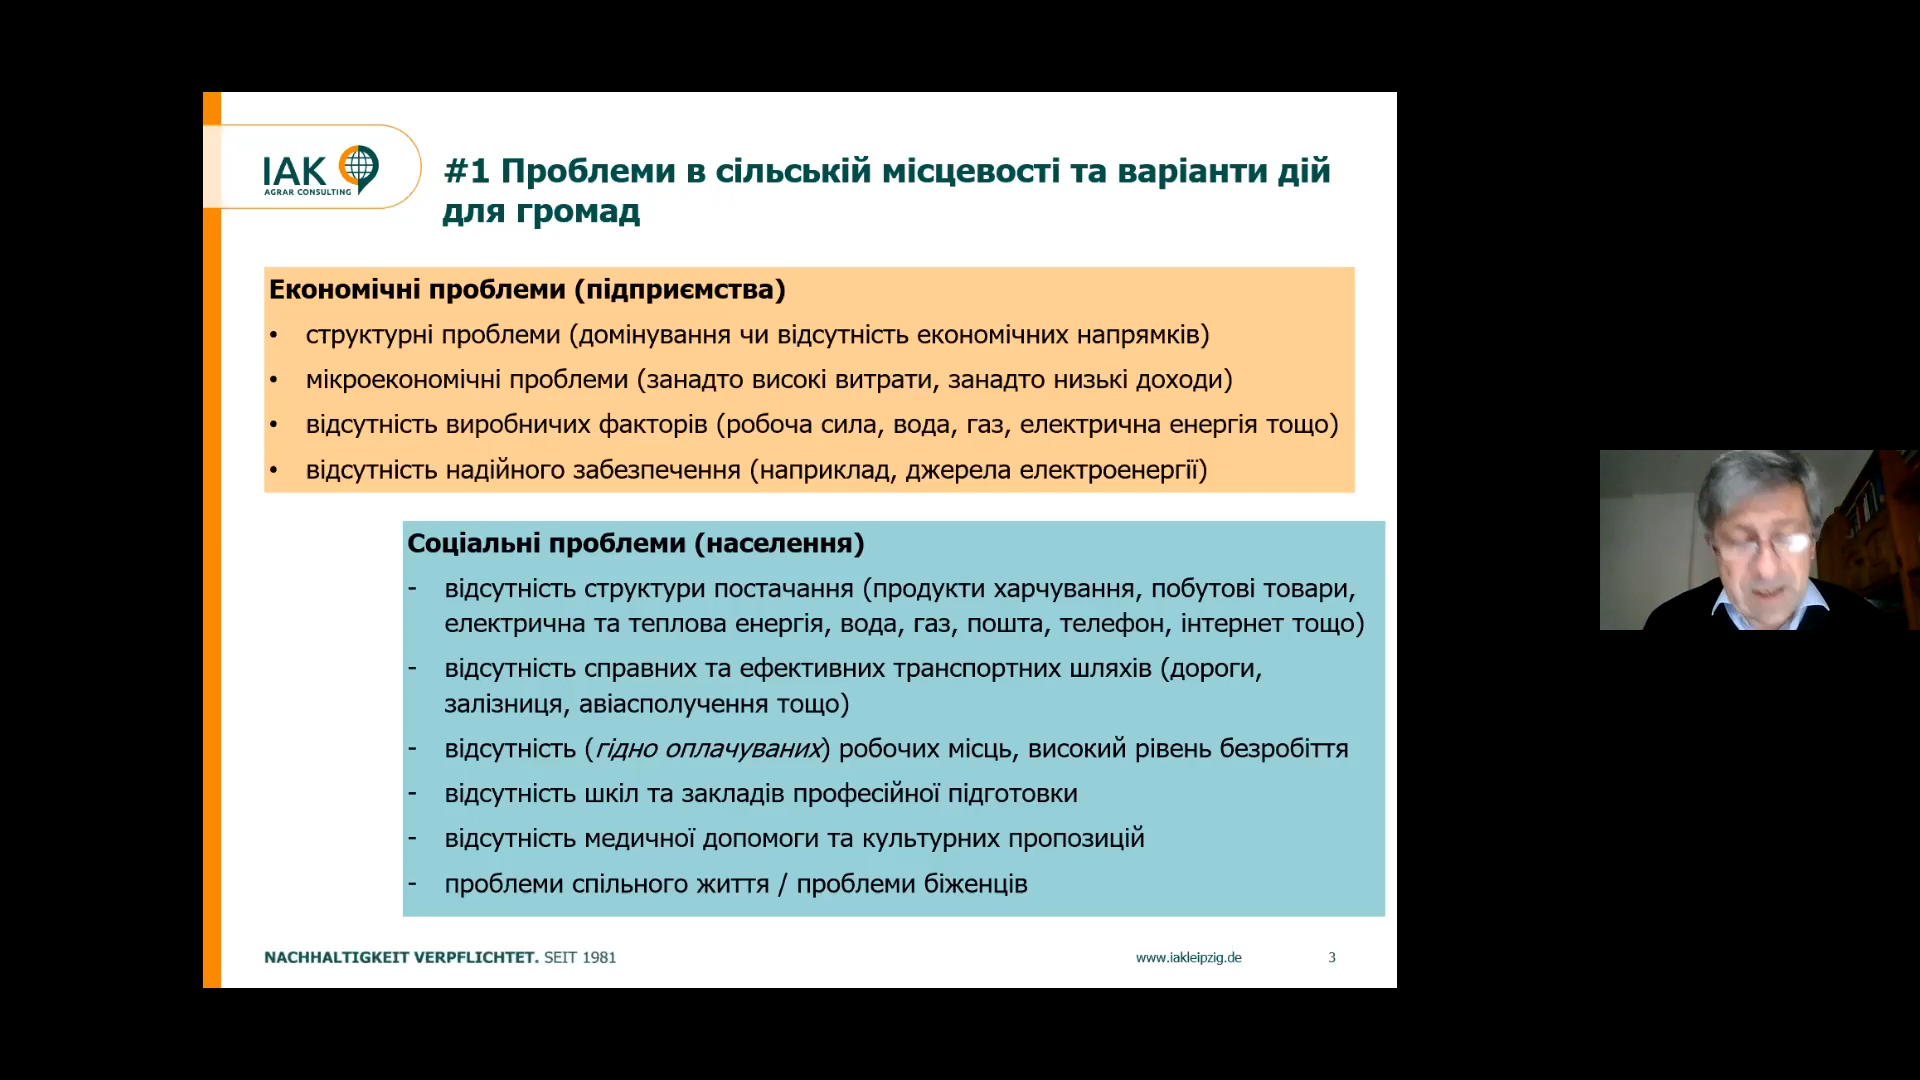 IAK
AGRAR CONSULTING
#1 Проблеми в сільській місцевості та варіанти дій
для громад
Економічні проблеми (підприємства)
• структурні проблеми (домінування чи відсутність економічних напрямків)
• мікроекономічні проблеми (занадто високі витрати, занадто низькі доходи)
• відсутність виробничих факторів (робоча сила, вода, газ, електрична енергія тощо)
• відсутність надійного забезпечення (наприклад, джерела електроенергії)
Соціальні проблеми (населення)
- відсутність структури постачання (продукти харчування, побутові товари,
електрична та теплова енергія, вода, газ, пошта, телефон, інтернет тощо)
- відсутність справних та ефективних транспортних шляхів (дороги,
залізниця, авіасполучення тощо)
- відсутність (гідно оплачуваних) робочих місць, високий рівень безробіття
- відсутність шкіл та закладів професійної підготовки
- відсутність медичної допомоги та культурних пропозицій
- проблеми спільного життя / проблеми біженців
NACHHALTIGKEIT VERPFLICHTET. SEIT 1981
www.iakleipzig.de
3